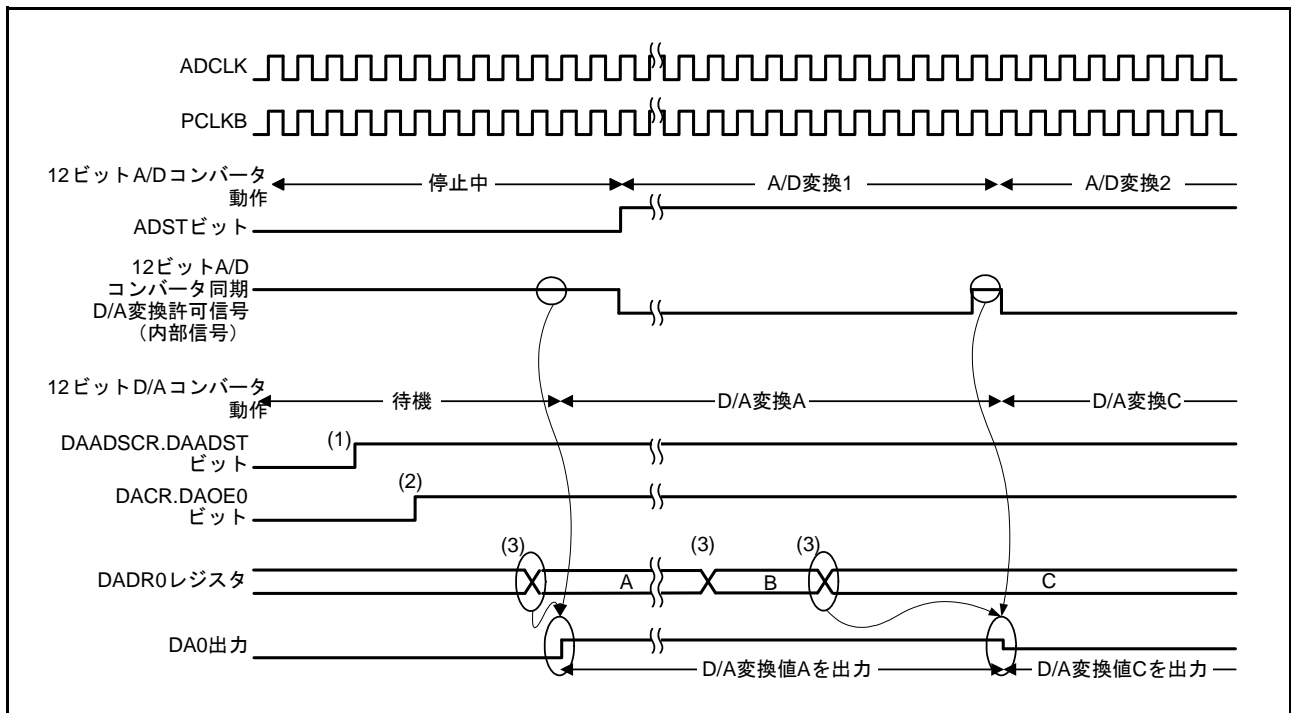 ADCLK
PCLKB
12ビットA/Dコンバータ
動作
停止中
A/D変換1
A/D変換2
ADSTビット
12ビットA/D
コンバータ同期
D/A変換許可信号
（内部信号）
12ビットD/Aコンバータ
動作
待機
D/A変換A
D/A変換C
DAADSCR.DAADST
ビット
(1)
DACR.DAOE0
ビット
(2)
(3)
(3)
(3)
DADR0レジスタ
A
B
C
DA0出力
D/A変換値Aを出力
D/A変換値Cを出力